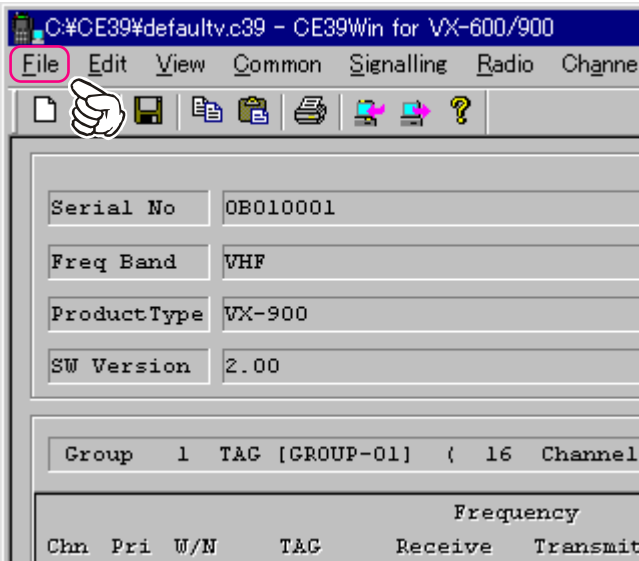 C:¥CE39¥defaultv.c39 - CE39Win for VX-600/900
File Edit View Common Signalling Radio Channe
Serial No 0B010001
Freq Band VHF
ProductType VX-900
SW Version 2.00
Group 1 TAG [GROUP-01] ( 16 Channel
Frequency
Chn Pri W/N TAG Receive Transmit